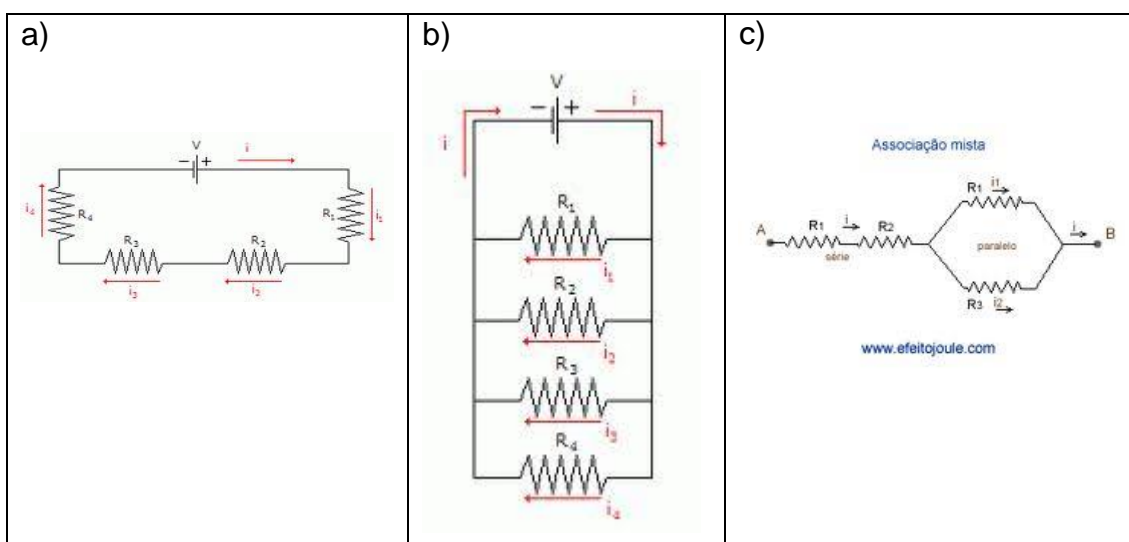 a)
V
− +
i
i₄
R₄
R₁
i₁
R₃
R₂
i₃
i₂
b)
V
− +
i
i
R₁
i₁
R₂
i₂
R₃
i₃
R₄
i₄
c)
Associação mista
R1 i1
A R1 i R2 i B
série
paralelo
R3 i2
www.efeitojoule.com